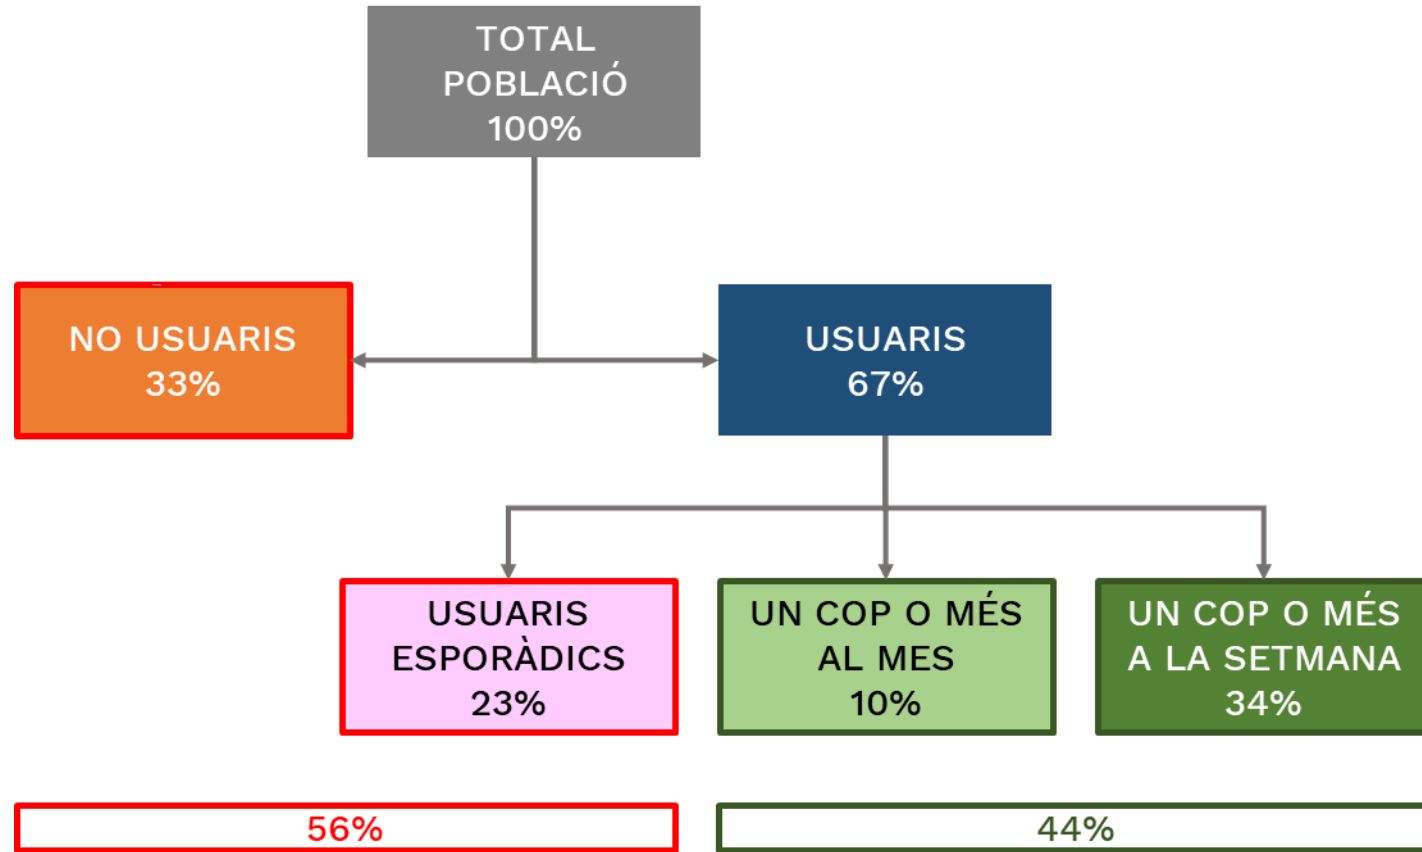 TOTAL
POBLACIÓ
100%
NO USUARIS
33%
USUARIS
67%
USUARIS
ESPORÀDICS
23%
UN COP O MÉS
AL MES
10%
UN COP O MÉS
A LA SETMANA
34%
56%
44%